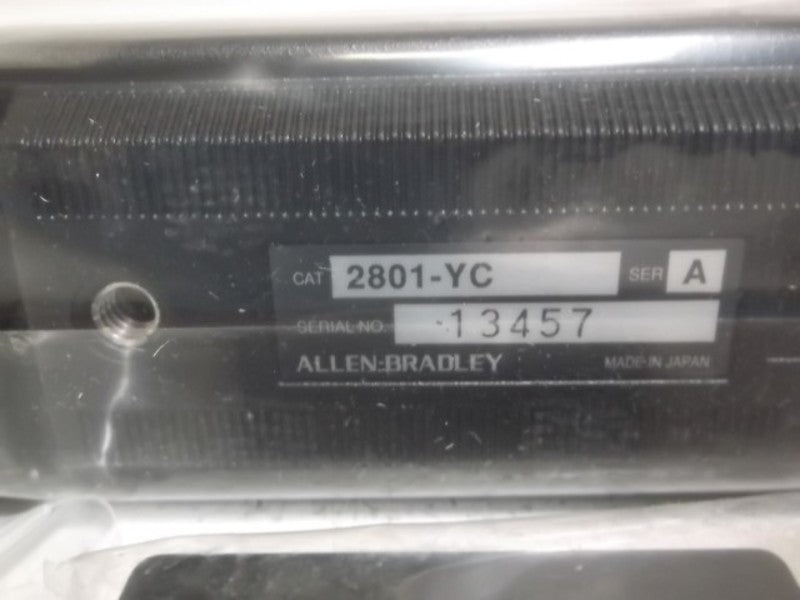 CAT 2801-YC SER A
SERIAL NO. 13457
ALLEN-BRADLEY MADE IN JAPAN